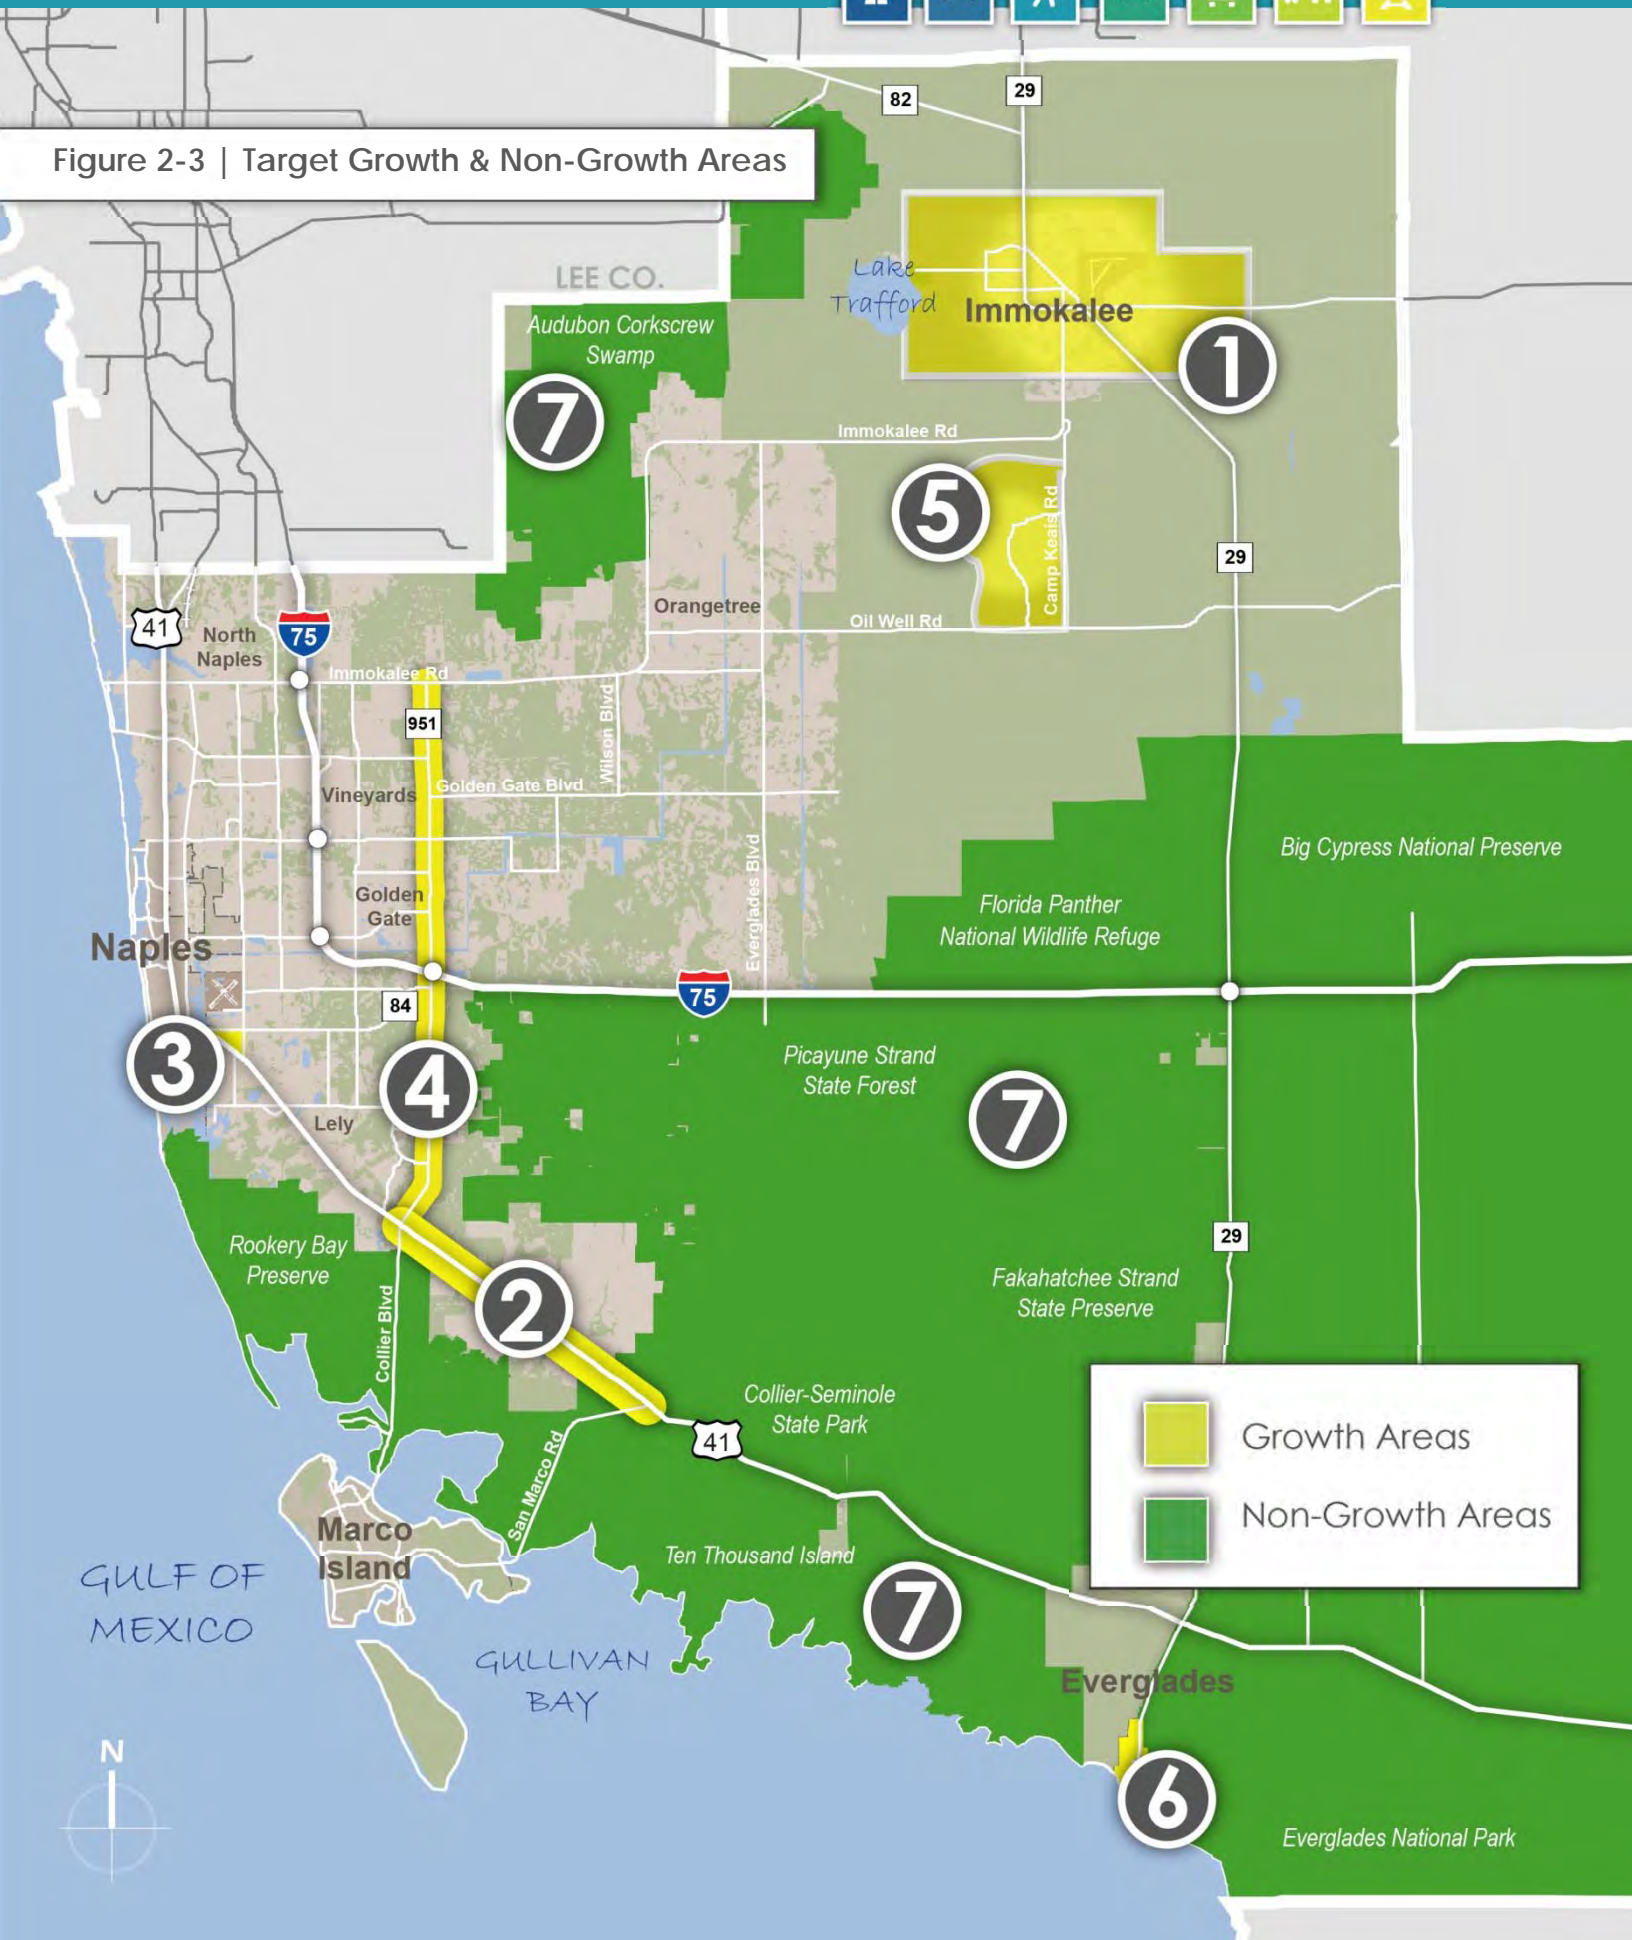 82
29
Figure 2-3 | Target Growth & Non-Growth Areas
LEE CO.
Lake
Trafford
Immokalee
1
Audubon Corkscrew
Swamp
7
Immokalee Rd
5
Camp Keais Rd
29
Orangetree
Oil Well Rd
41
North
Naples
75
Immokalee Rd
951
Wilson Blvd
Golden Gate Blvd
Vineyards
Big Cypress National Preserve
Everglades Blvd
Golden
Gate
Florida Panther
National Wildlife Refuge
Naples
84
75
3
4
Picayune Strand
State Forest
7
Lely
29
Rookery Bay
Preserve
Fakahatchee Strand
State Preserve
2
Collier Blvd
Collier-Seminole
State Park
41
San Marco Rd
Growth Areas
Non-Growth Areas
Marco
Island
Ten Thousand Island
7
GULF OF
MEXICO
GULLIVAN
BAY
Everglades
N
6
Everglades National Park